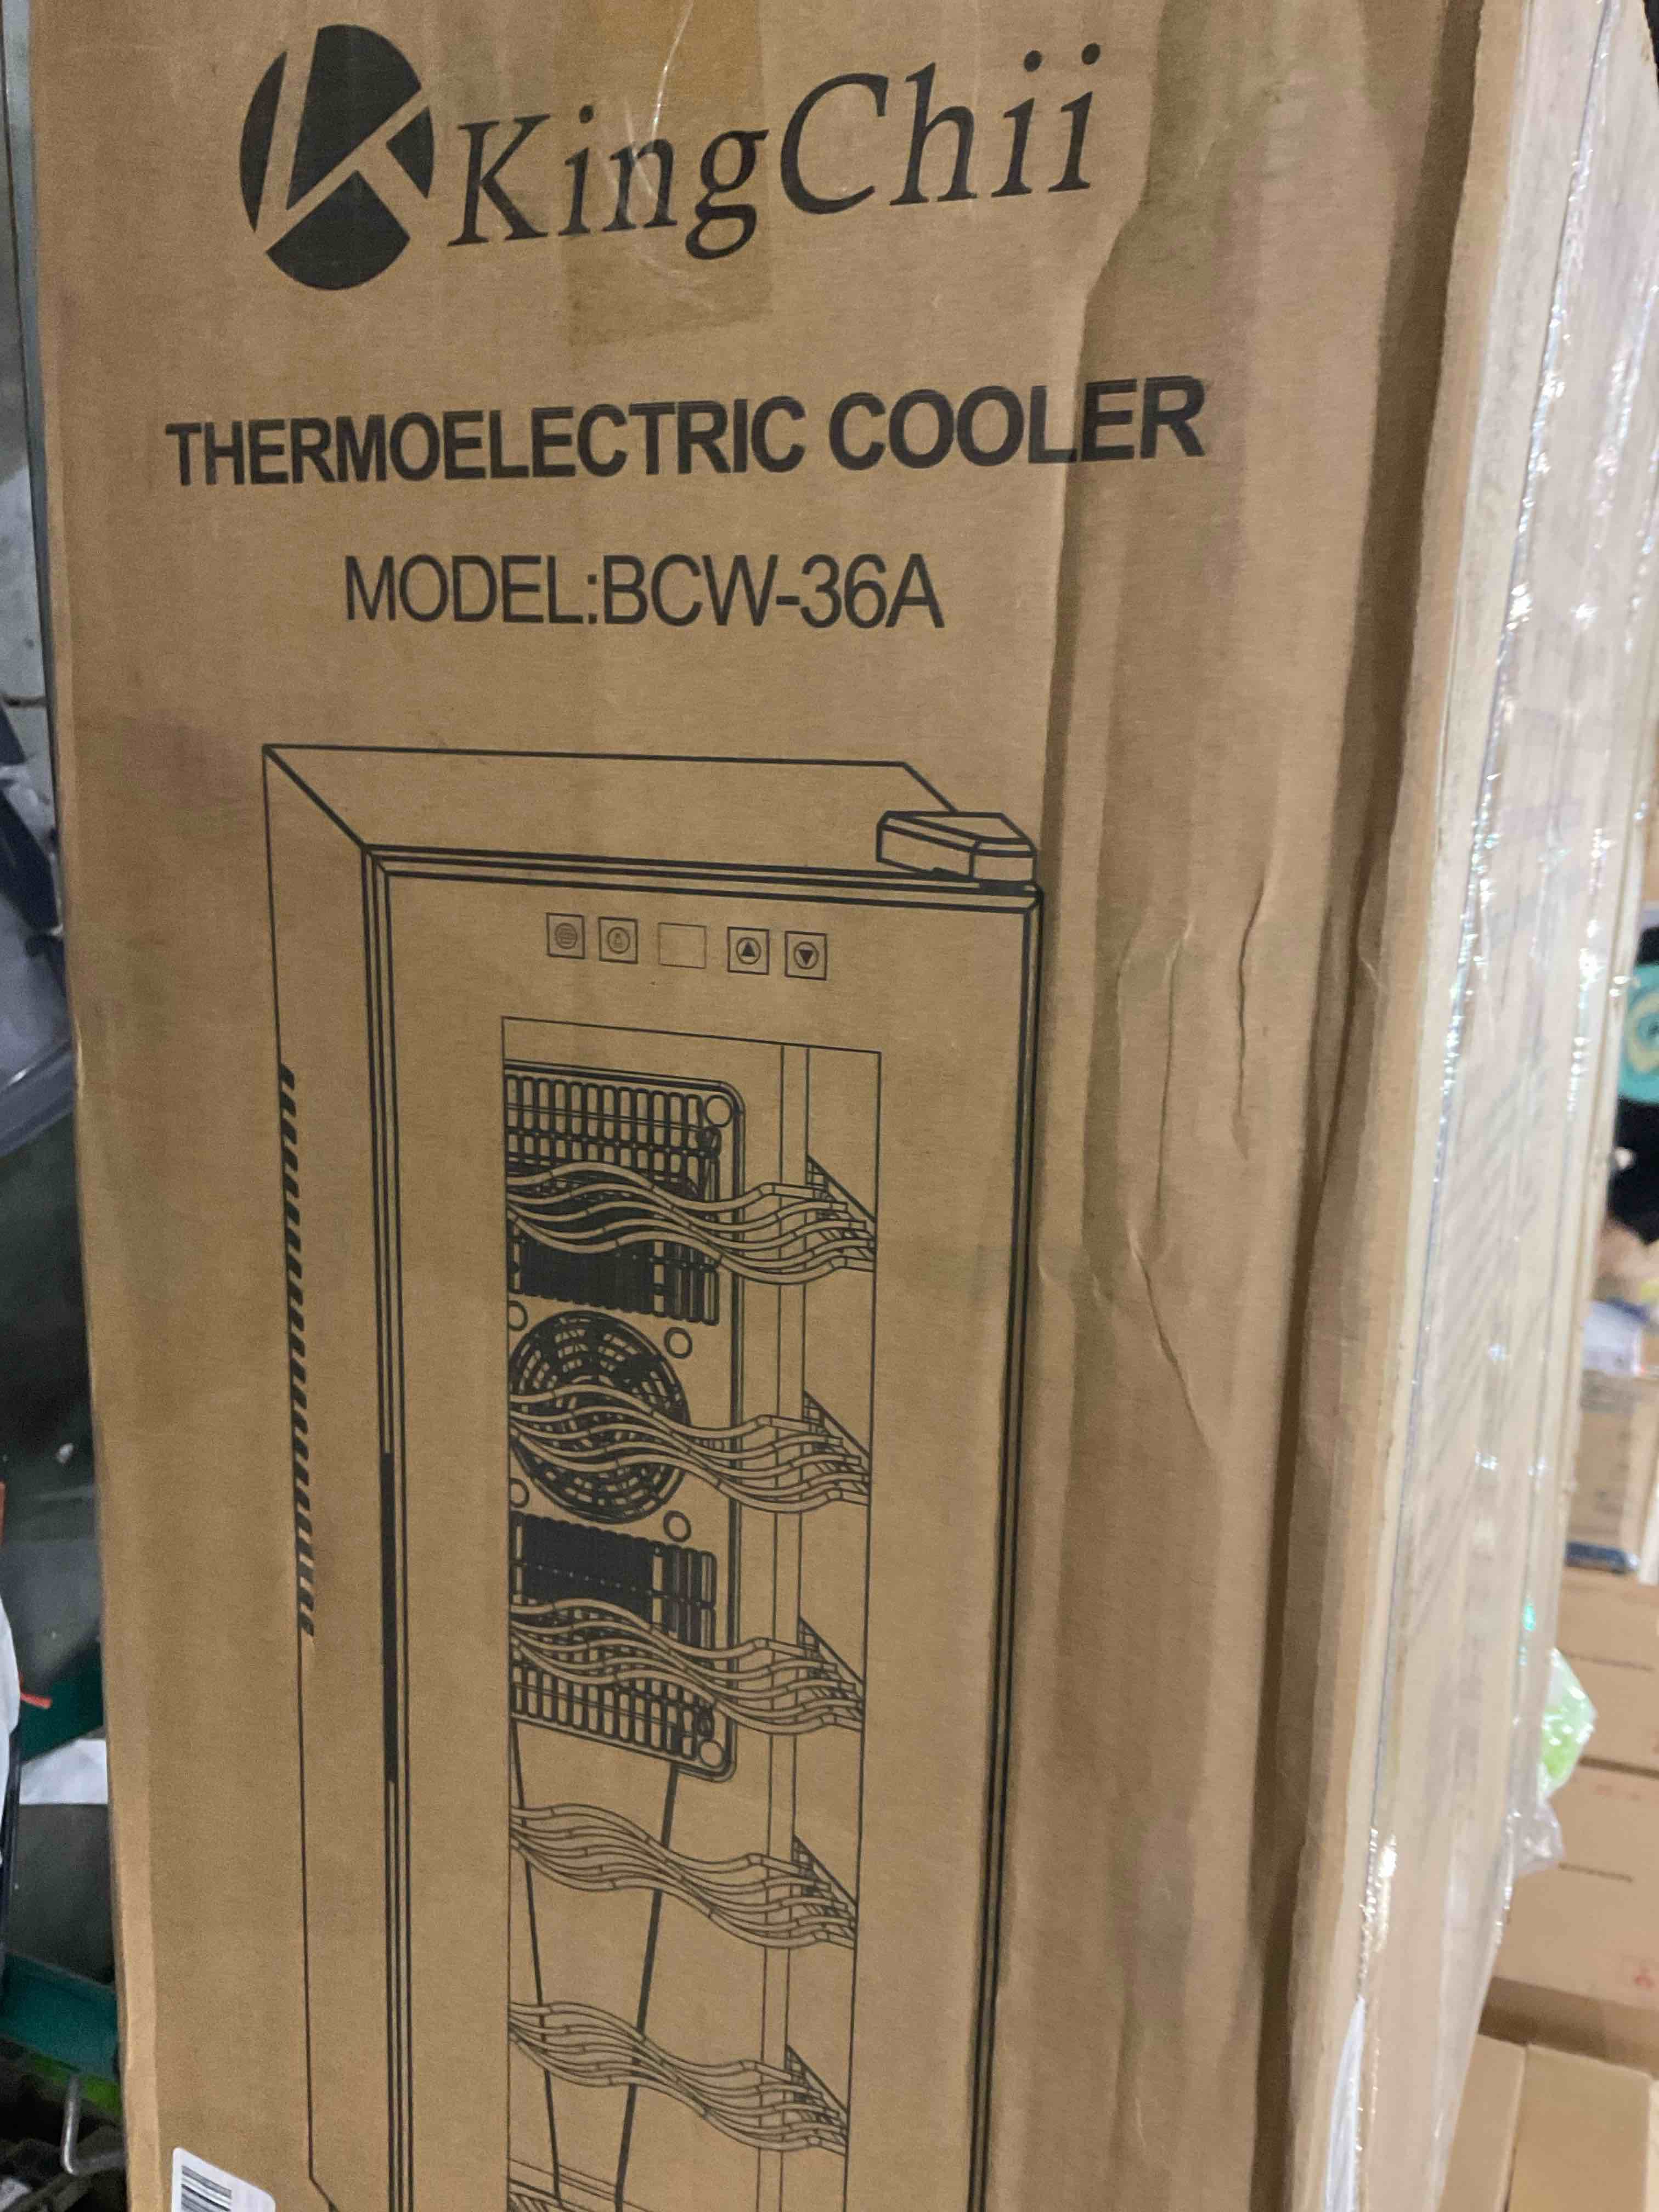 KingChii
THERMOELECTRIC COOLER
MODEL:BCW-36A